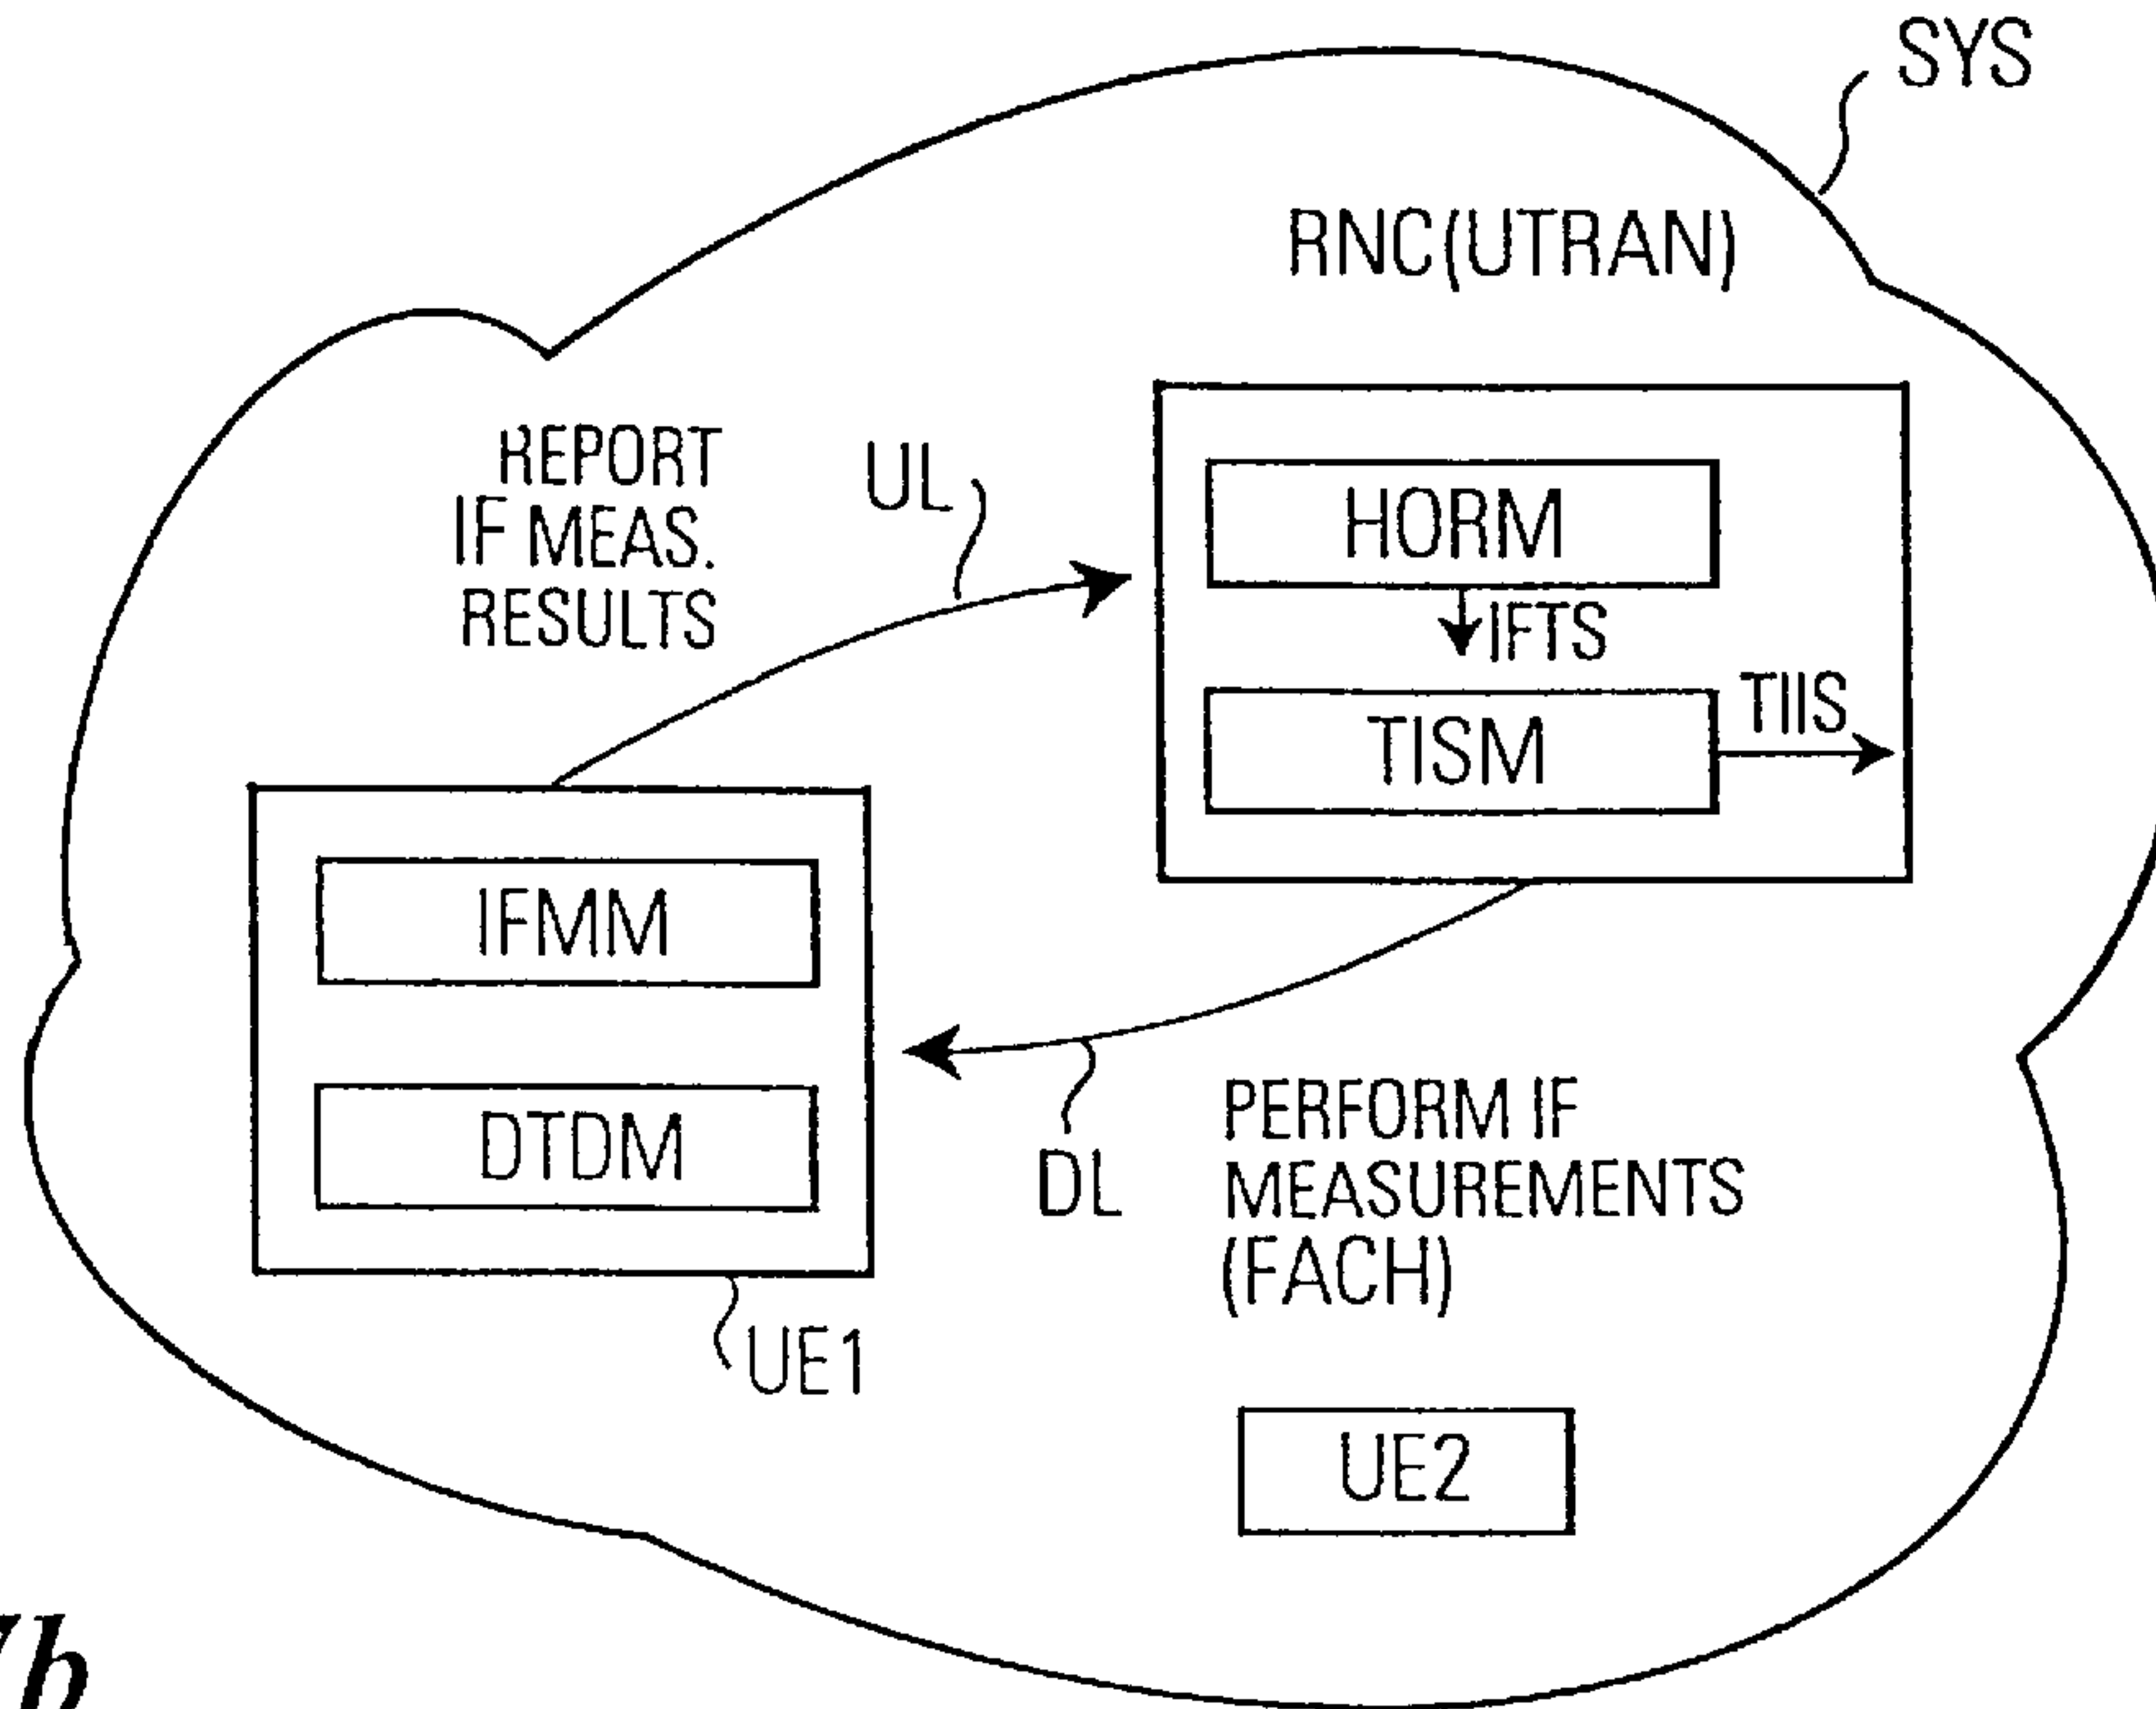 SYS
RNC(UTRAN)
REPORT
IF MEAS.
RESULTS
UL
HORM
IFTS
TISM
TIIS
IFMM
DTDM
DL
PERFORM IF
MEASUREMENTS
(FACH)
UE1
UE2